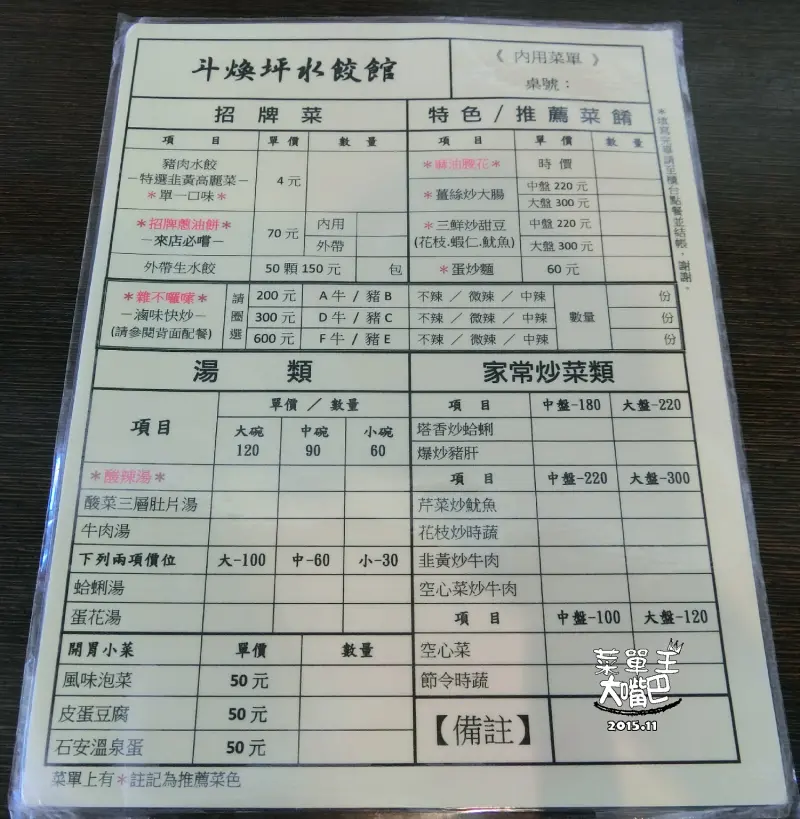 斗煥坪水餃館
《 內用菜單 》
桌號：
招牌菜
項 目 單價 數量
豬肉水餃
－特選韭黃高麗菜－
＊單一口味＊
4 元
＊招牌蔥油餅＊
－來店必嚐－
70 元
內用
外帶
外帶生水餃 50 顆 150 元 包
特色/推薦菜餚
項 目 單 價 數 量
＊麻油腰花＊ 時 價
＊薑絲炒大腸
中盤 220 元
大盤 300 元
＊三鮮炒甜豆
(花枝.蝦仁.魷魚)
中盤 220 元
大盤 300 元
＊蛋炒麵 60 元
＊填寫完單請至櫃台點餐並結帳，謝謝。
＊雜不囉嗦＊
－滷味快炒－
(請參閱背面配餐)
請圈選
200 元 A 牛 / 豬 B 不辣 ／ 微辣 ／ 中辣 份
300 元 D 牛 / 豬 C 不辣 ／ 微辣 ／ 中辣 數量 份
600 元 F 牛 / 豬 E 不辣 ／ 微辣 ／ 中辣 份
湯 類
項目
單價 ／ 數量
大碗 中碗 小碗
120 90 60
＊酸辣湯＊
酸菜三層肚片湯
牛肉湯
下列兩項價位 大-100 中-60 小-30
蛤蜊湯
蛋花湯
開胃小菜 單價 數量
風味泡菜 50 元
皮蛋豆腐 50 元
石安溫泉蛋 50 元
家常炒菜類
項 目 中盤-180 大盤-220
塔香炒蛤蜊
爆炒豬肝
項 目 中盤-220 大盤-300
芹菜炒魷魚
花枝炒時蔬
韭黃炒牛肉
空心菜炒牛肉
項 目 中盤-100 大盤-120
空心菜
節令時蔬
【備註】
菜單上有＊註記為推薦菜色
菜單王
大嘴巴
2015.11